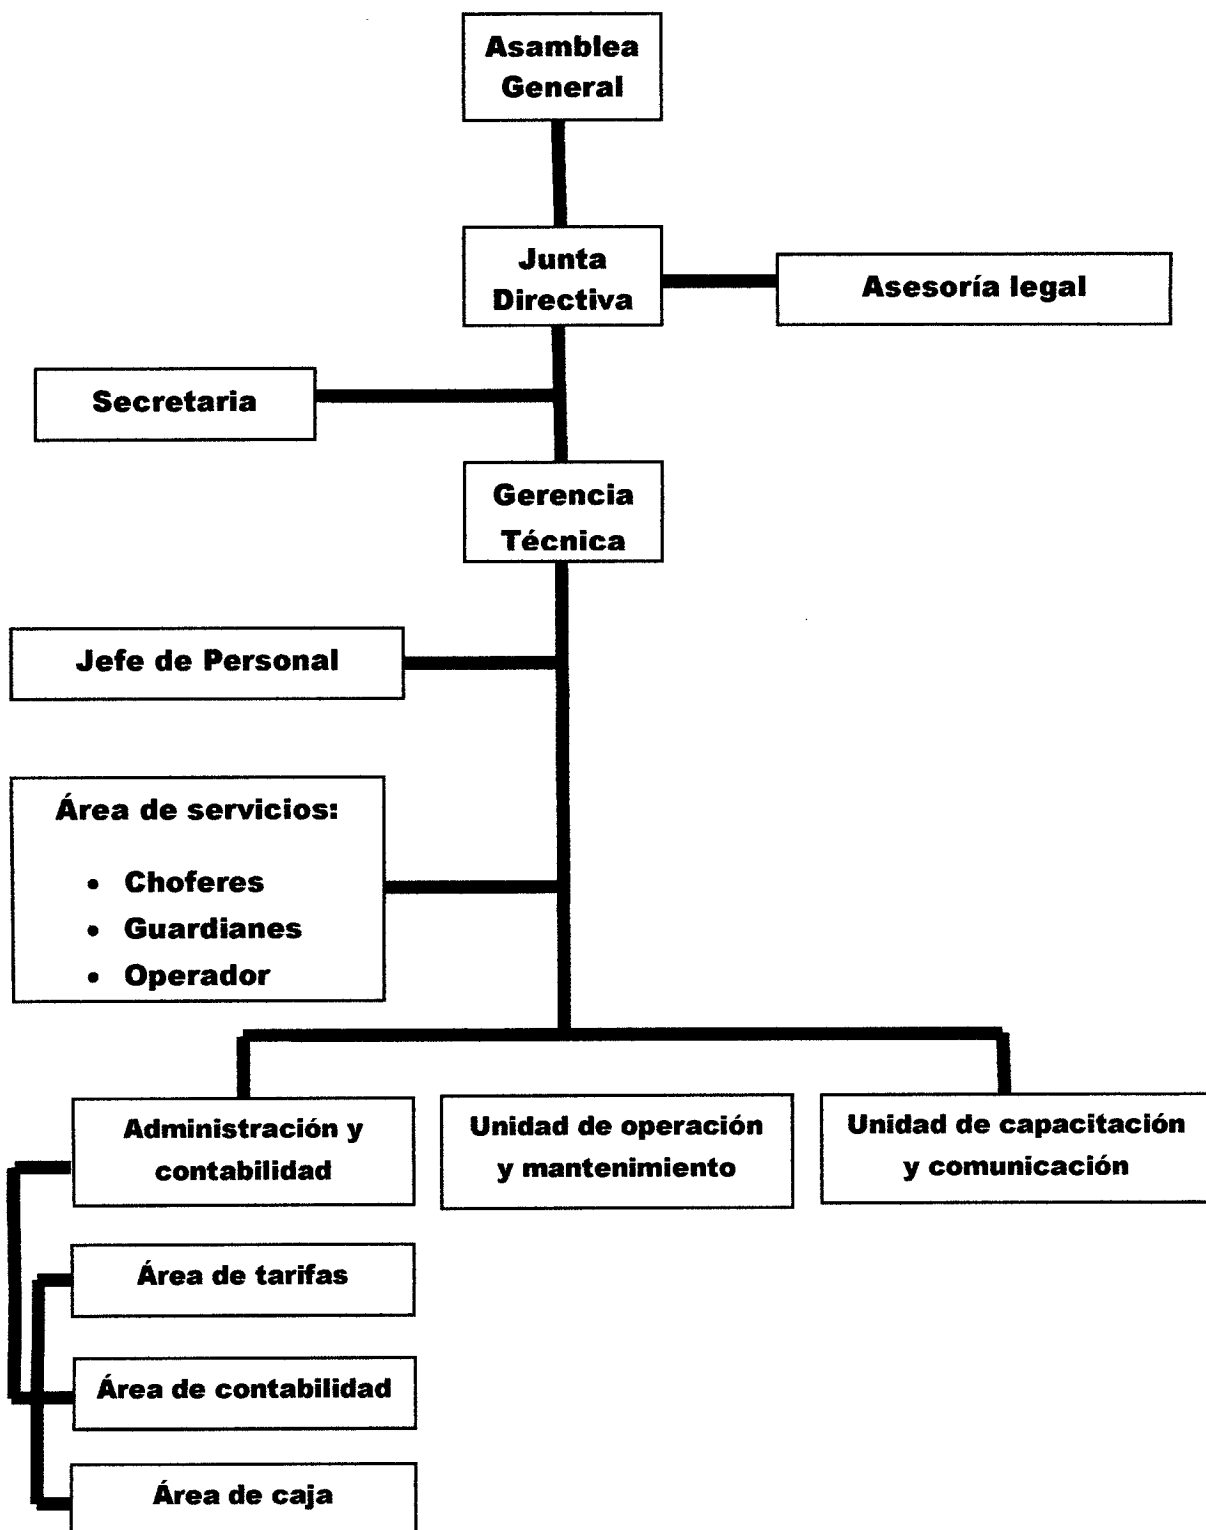 Asamblea
General
Junta
Directiva
Asesoría legal
Secretaria
Gerencia
Técnica
Jefe de Personal
Área de servicios:
• Choferes
• Guardianes
• Operador
Administración y
contabilidad
Unidad de operación
y mantenimiento
Unidad de capacitación
y comunicación
Área de tarifas
Área de contabilidad
Área de caja